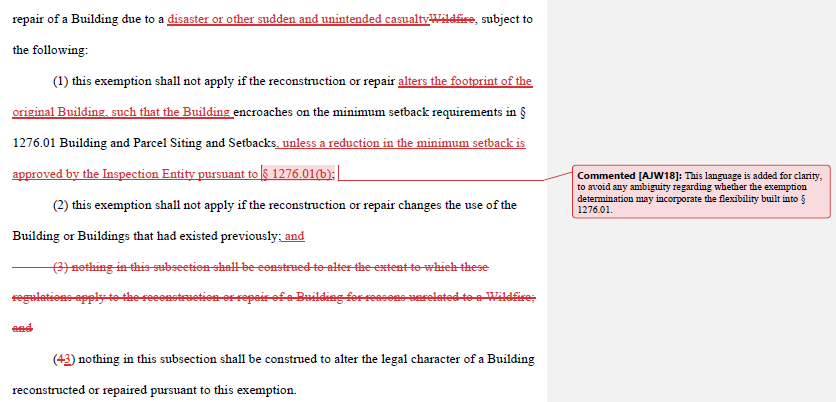 repair of a Building due to a disaster or other sudden and unintended casualtyWildfire, subject to
the following:
(1) this exemption shall not apply if the reconstruction or repair alters the footprint of the
original Building, such that the Building encroaches on the minimum setback requirements in §
1276.01 Building and Parcel Siting and Setbacks, unless a reduction in the minimum setback is
approved by the Inspection Entity pursuant to § 1276.01(b);
Commented [AJW18]: This language is added for clarity,
to avoid any ambiguity regarding whether the exemption
determination may incorporate the flexibility built into §
1276.01.
(2) this exemption shall not apply if the reconstruction or repair changes the use of the
Building or Buildings that had existed previously; and
(3) nothing in this subsection shall be construed to alter the extent to which these
regulations apply to the reconstruction or repair of a Building for reasons unrelated to a Wildfire;
and
(43) nothing in this subsection shall be construed to alter the legal character of a Building
reconstructed or repaired pursuant to this exemption.